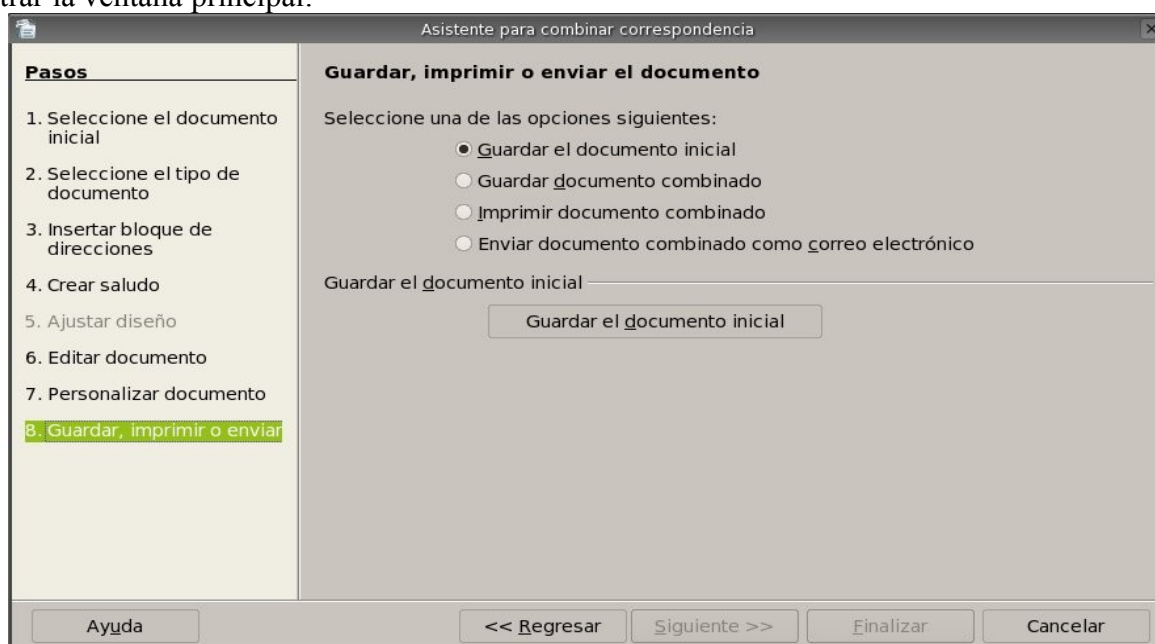 trar la ventana principal.
Asistente para combinar correspondencia
Pasos
1. Seleccione el documento
inicial
2. Seleccione el tipo de
documento
3. Insertar bloque de
direcciones
4. Crear saludo
5. Ajustar diseño
6. Editar documento
7. Personalizar documento
8. Guardar, imprimir o enviar
Guardar, imprimir o enviar el documento
Seleccione una de las opciones siguientes:
Guardar el documento inicial
Guardar documento combinado
Imprimir documento combinado
Enviar documento combinado como correo electrónico
Guardar el documento inicial
Guardar el documento inicial
Ayuda
<< Regresar
Siguiente >>
Finalizar
Cancelar